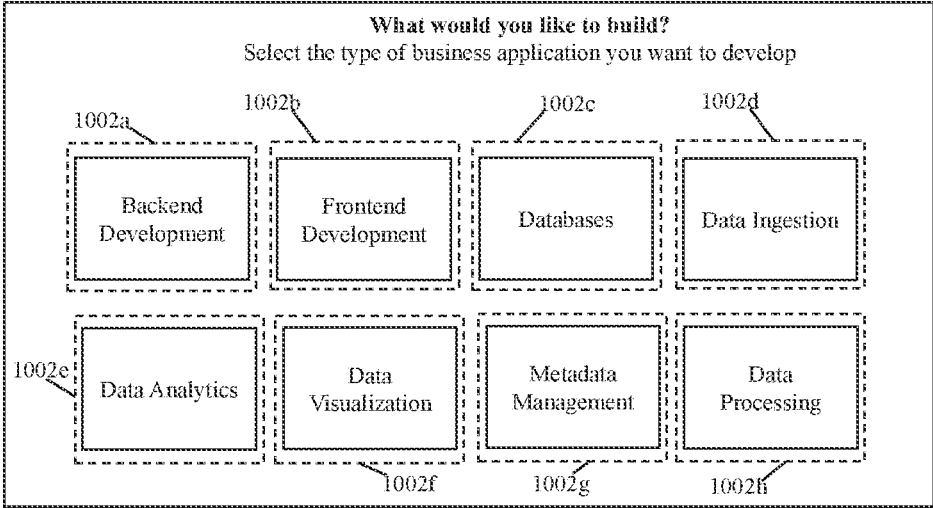 What would you like to build?
Select the type of business application you want to develop
1002a
1002b
1002c
1002d
Backend
Development
Frontend
Development
Databases
Data Ingestion
1002e
Data Analytics
Data
Visualization
Metadata
Management
Data
Processing
1002f
1002g
1002h